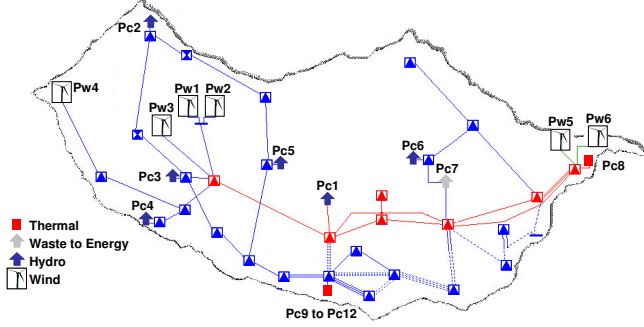 Pc2
Pw4
Pw1 Pw2
Pw3
Pw5 Pw6
Pc5
Pc6
Pc7
Pc8
Pc3
Pc1
Pc4
Thermal
Waste to Energy
Hydro
Wind
Pc9 to Pc12